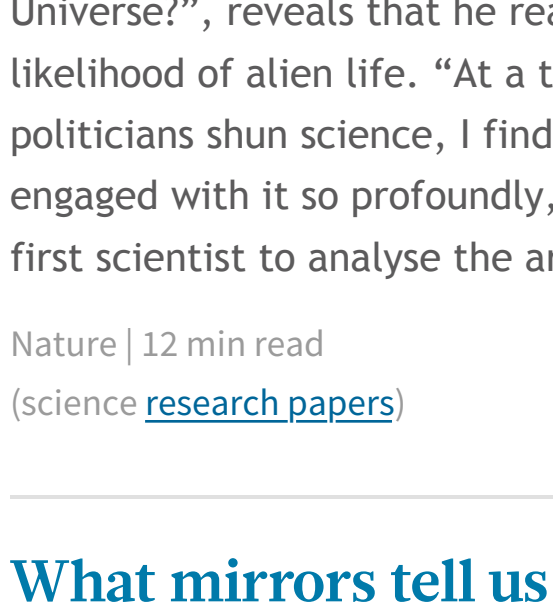 Universe?”, reveals that he rea
likelihood of alien life. “At a t
politicians shun science, I find
engaged with it so profoundly,
first scientist to analyse the ar
Nature | 12 min read
(science research papers)
What mirrors tell us